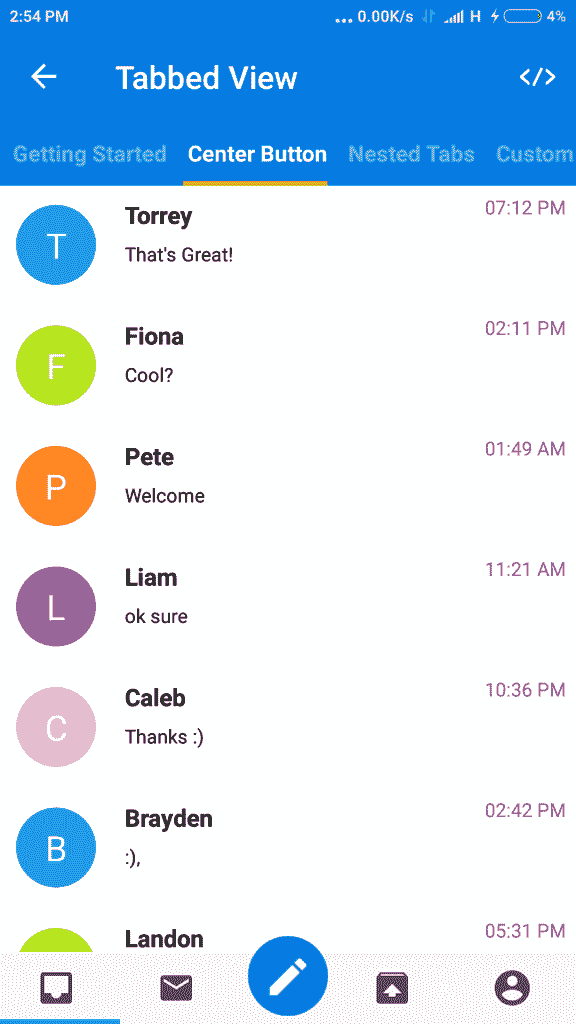 2:54 PM ... 0.00K/s H 4%
Tabbed View </>
Getting Started Center Button Nested Tabs Custom
T Torrey 07:12 PM
That's Great!
F Fiona 02:11 PM
Cool?
P Pete 01:49 AM
Welcome
L Liam 11:21 AM
ok sure
C Caleb 10:36 PM
Thanks :)
B Brayden 02:42 PM
:),
Landon 05:31 PM